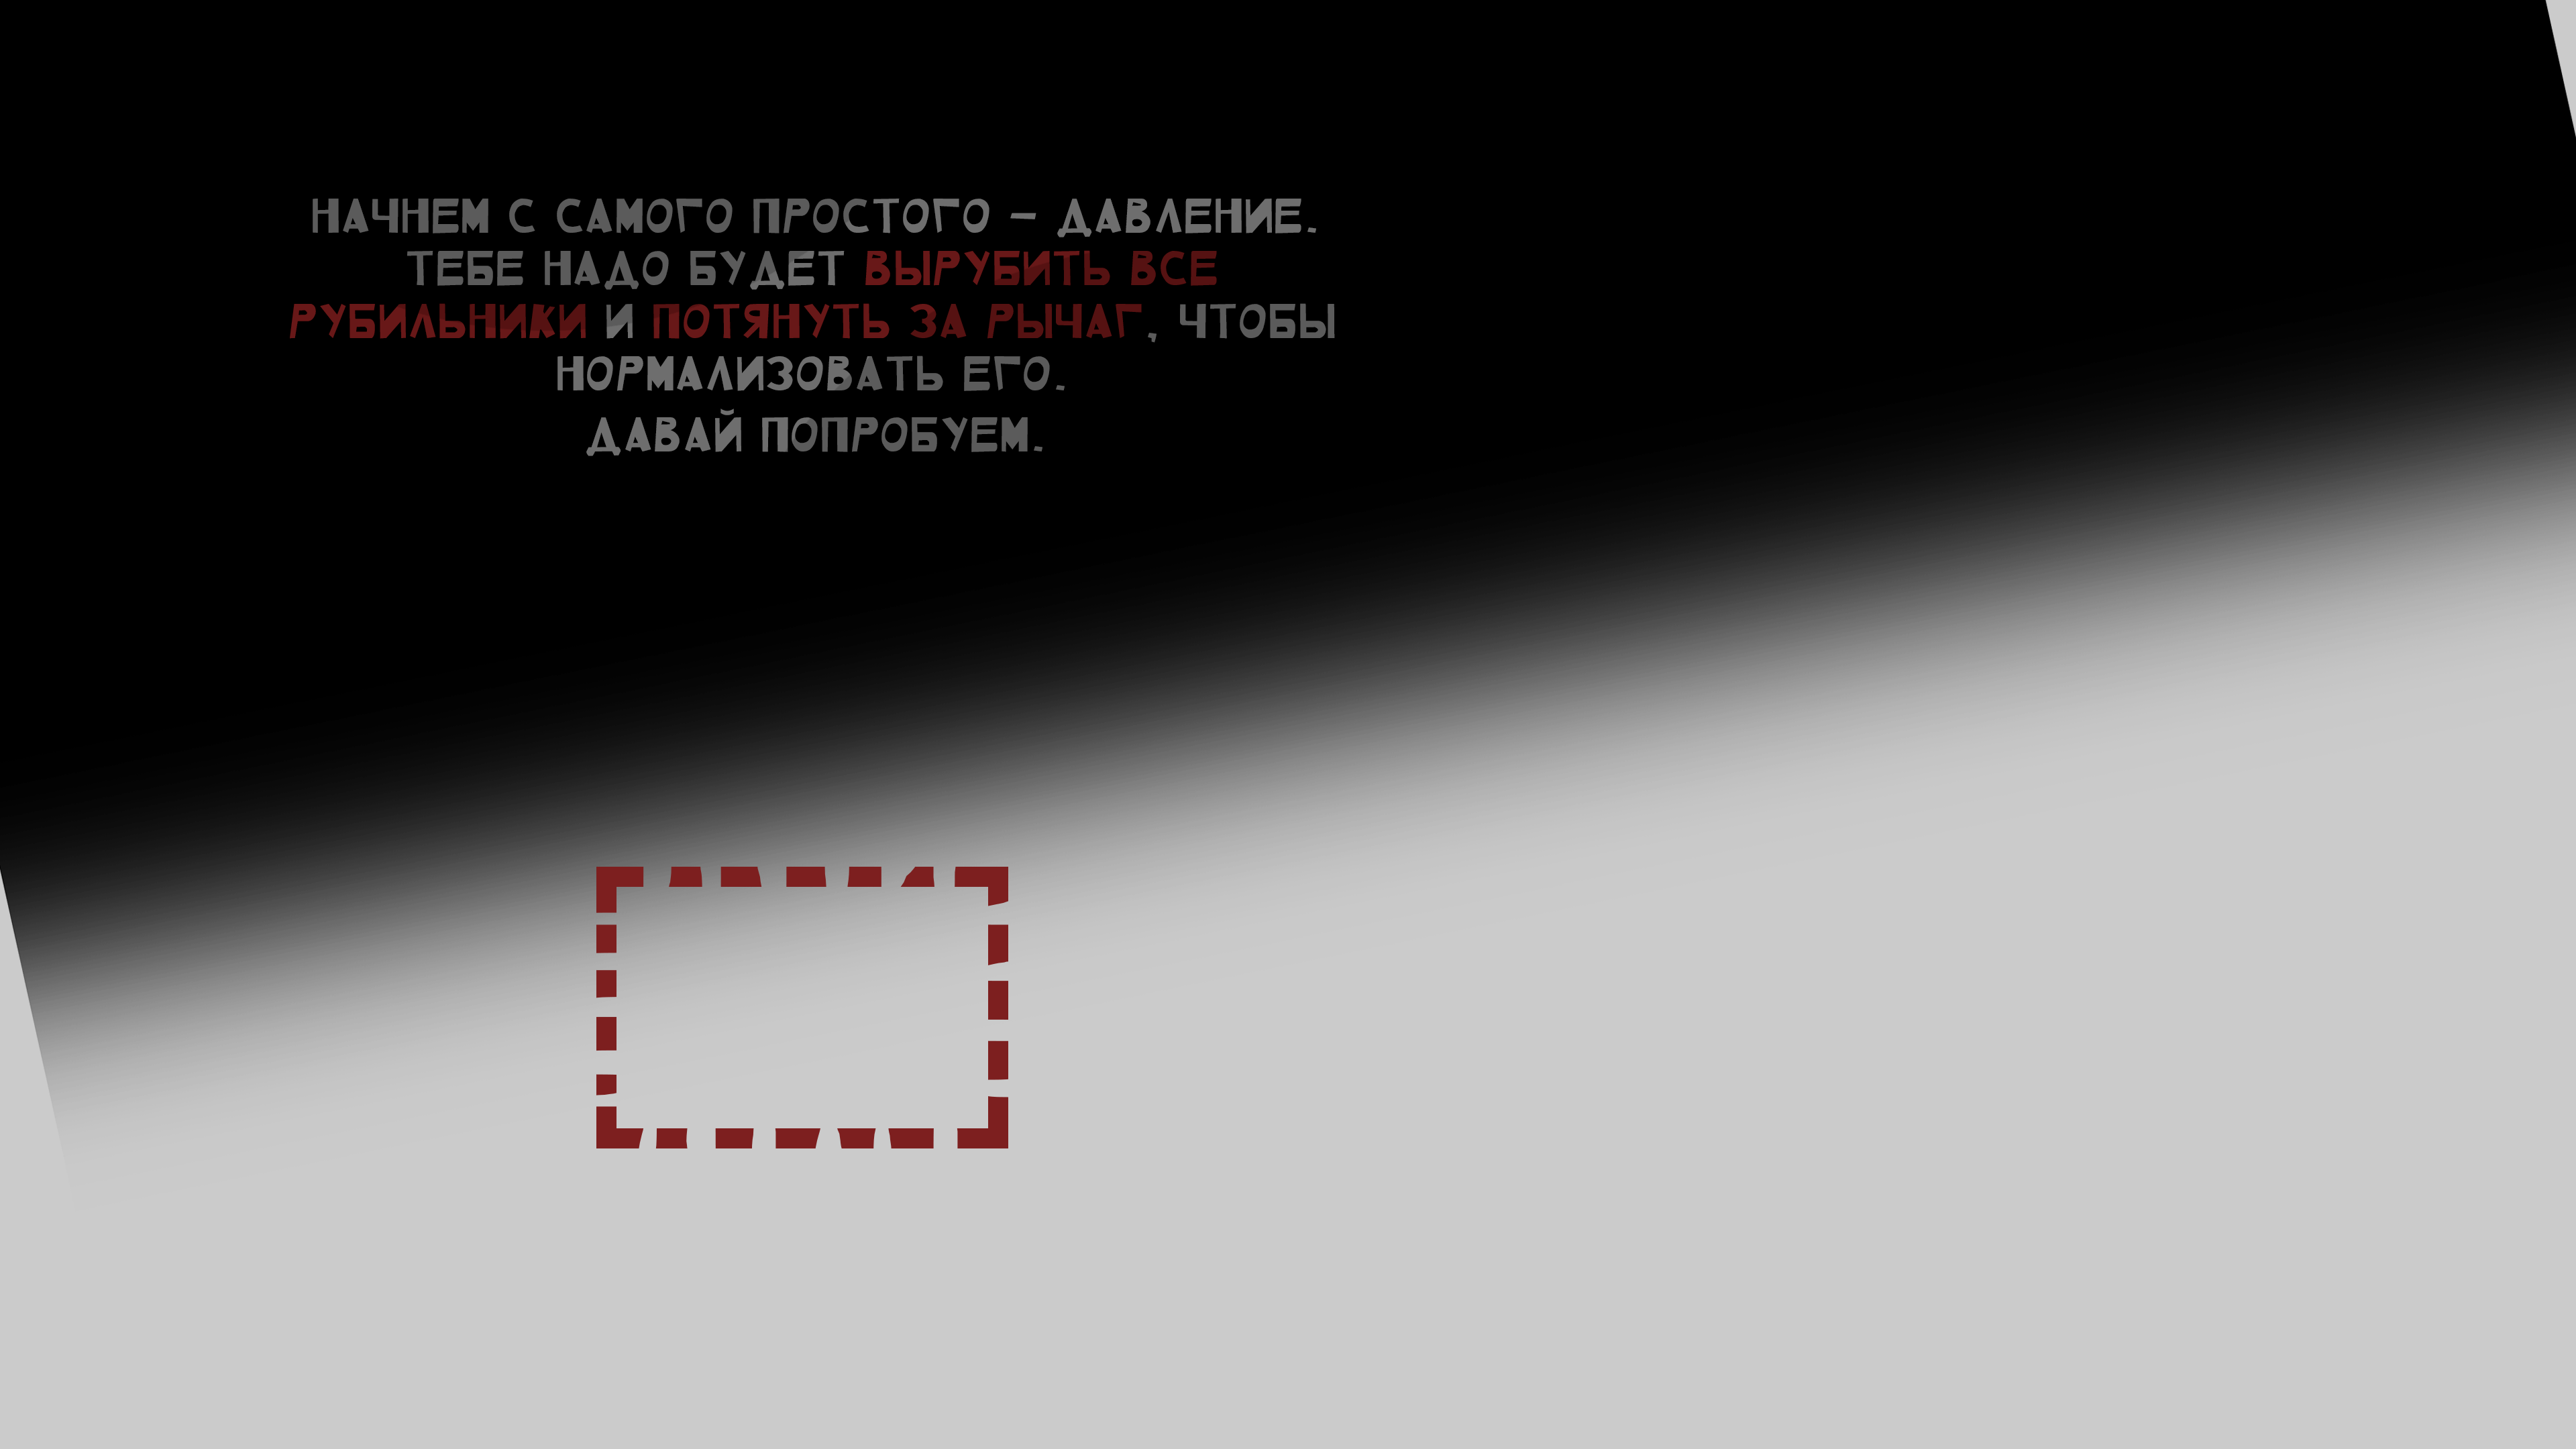 НАЧНЕМ С САМОГО ПРОСТОГО – ДАВЛЕНИЕ.
ТЕБЕ НАДО БУДЕТ ВЫРУБИТЬ ВСЕ
РУБИЛЬНИКИ И ПОТЯНУТЬ ЗА РЫЧАГ, ЧТОБЫ
НОРМАЛИЗОВАТЬ ЕГО.
ДАВАЙ ПОПРОБУЕМ.